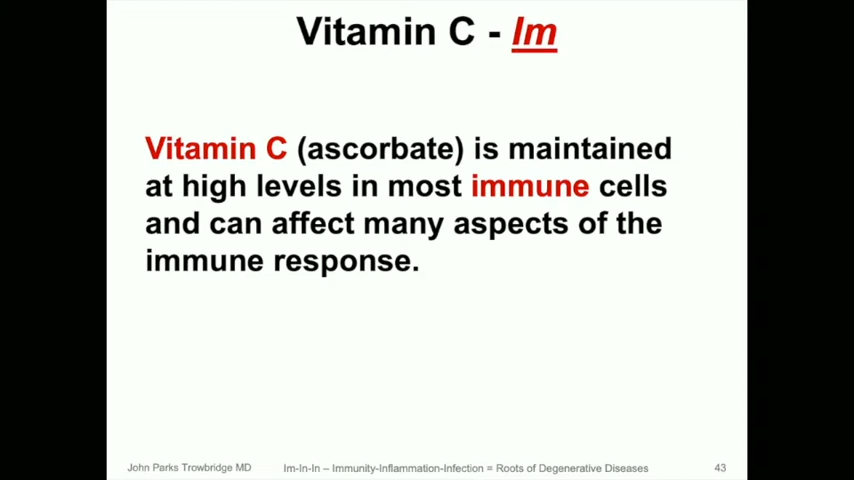 Vitamin C - Im
Vitamin C (ascorbate) is maintained
at high levels in most immune cells
and can affect many aspects of the
immune response.
John Parks Trowbridge MD
Im-In-In – Immunity-Inflammation-Infection = Roots of Degenerative Diseases
43